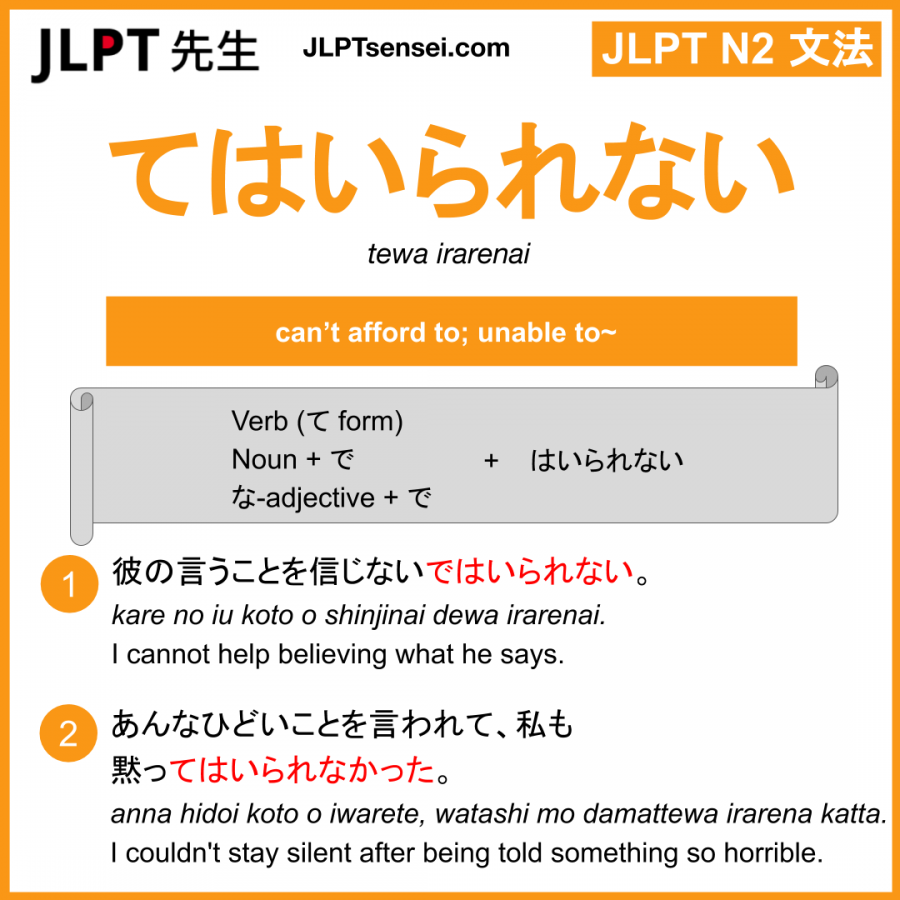 JLPT 先生
JLPTsensei.com
JLPT N2 文法
てはいられない
tewa irarenai
can’t afford to; unable to~
Verb (て form)
Noun + で
な-adjective + で
+ はいられない
1
彼の言うことを信じないではいられない。
kare no iu koto o shinjinai dewa irarenai.
I cannot help believing what he says.
2
あんなひどいことを言われて、私も
黙ってはいられなかった。
anna hidoi koto o iwarete, watashi mo damattewa irarena katta.
I couldn't stay silent after being told something so horrible.